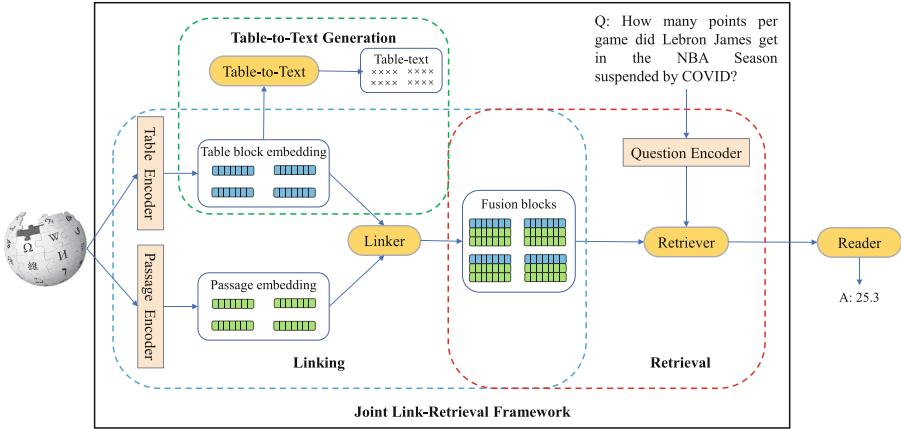 Q: How many points per
game did Lebron James get
in the NBA Season
suspended by COVID?
Table-to-Text Generation
Table-to-Text
Table-text
×××× ××××
×××× ××××
Table Encoder
Table block embedding
Question Encoder
Fusion blocks
Linker
Retriever
Reader
Passage Encoder
Passage embedding
A: 25.3
Linking
Retrieval
Joint Link-Retrieval Framework
Ω
W
И
維
7